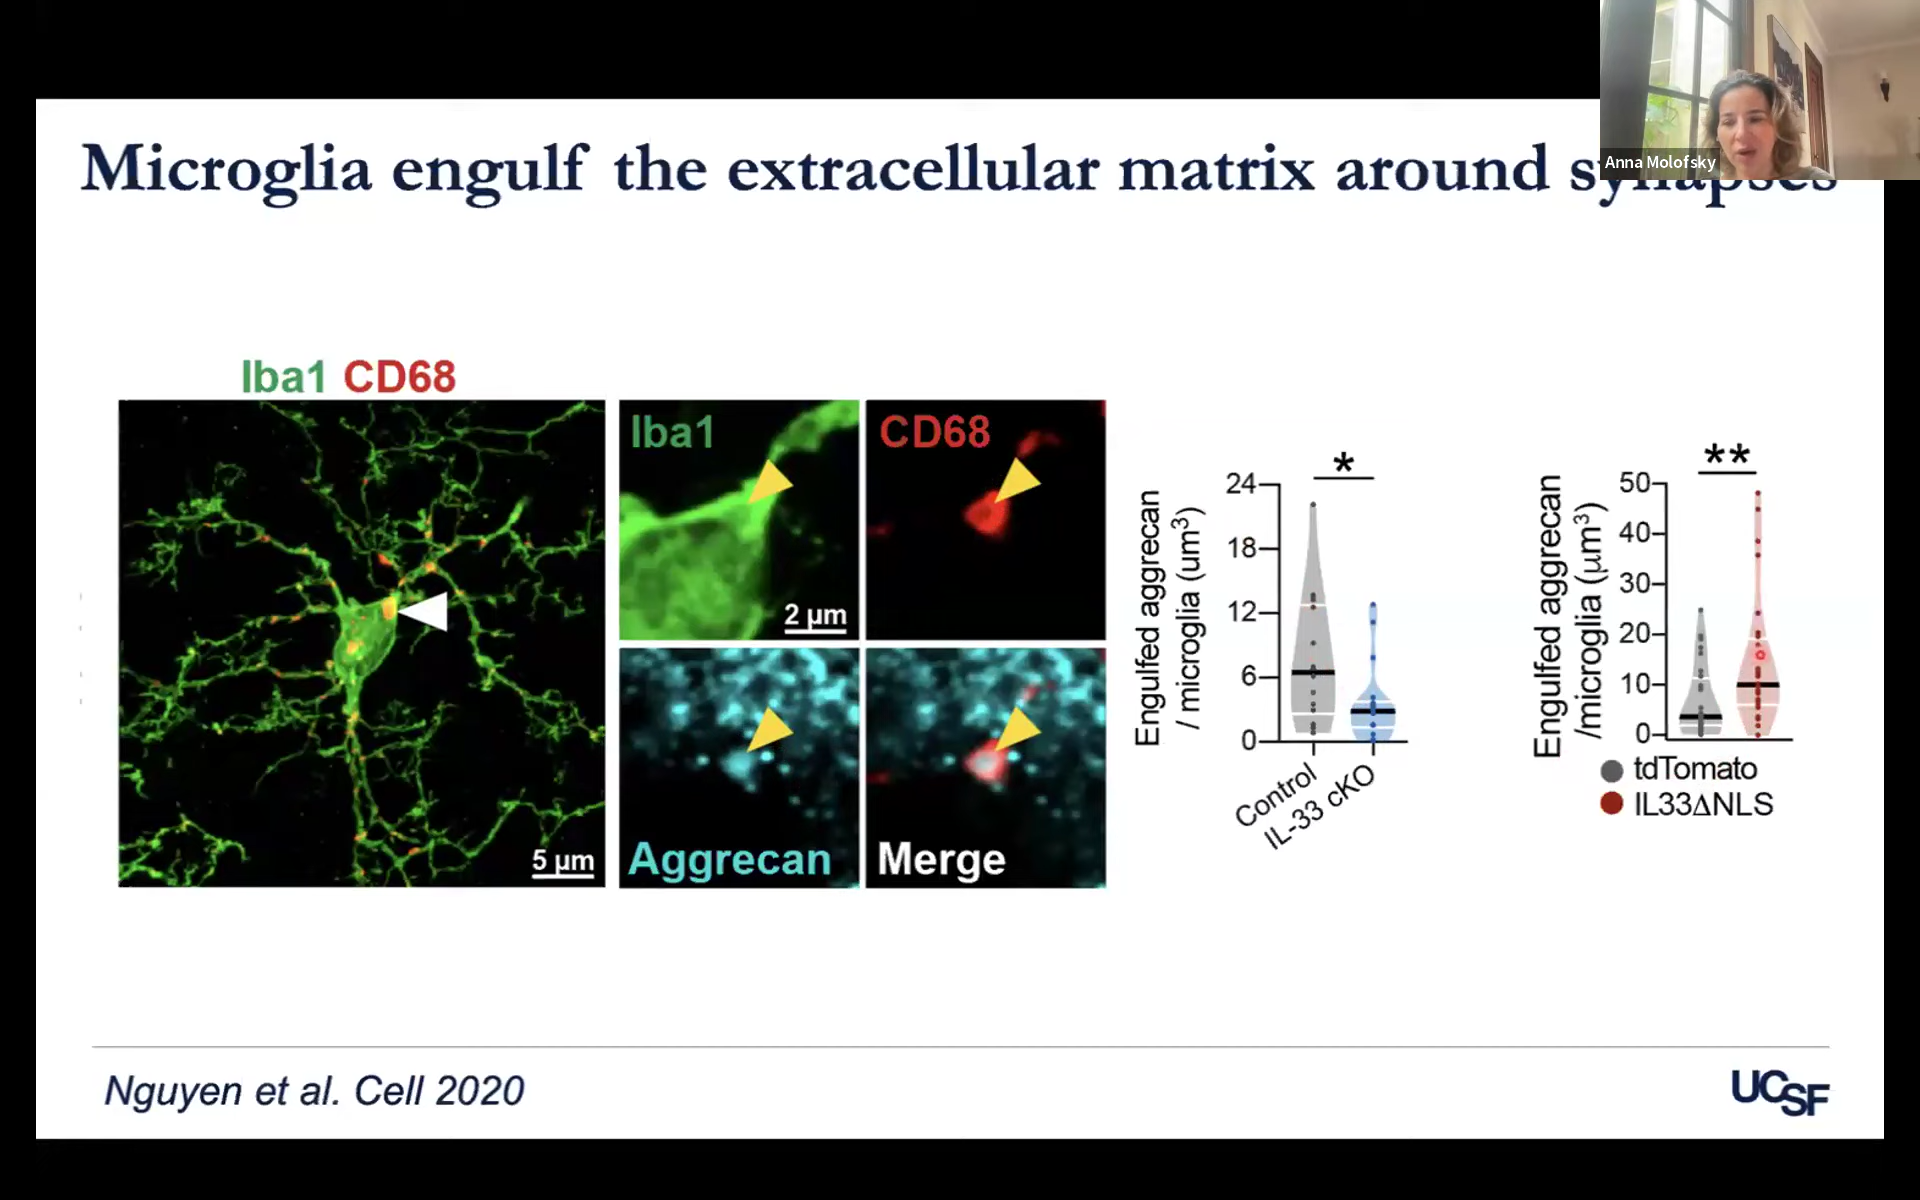 Anna Molofsky
Microglia engulf the extracellular matrix around synapses
Iba1 CD68
5 µm
Iba1
2 µm
CD68
Aggrecan
Merge
Engulfed aggrecan
/ microglia (um³)
*
24
18
12
6
0
Control
IL-33 cKO
Engulfed aggrecan
/microglia (µm³)
**
50
40
30
20
10
0
tdTomato
IL33ΔNLS
Nguyen et al. Cell 2020
UCSF